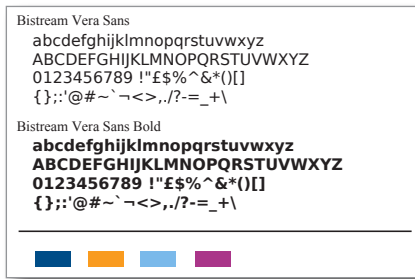 Bistream Vera Sans
abcdefghijklmnopqrstuvwxyz
ABCDEFGHIJKLMNOPQRSTUVWXYZ
0123456789 !"£$%^&*()[]
{};:'@#~`¬<>,./?-=_+\
Bistream Vera Sans Bold
abcdefghijklmnopqrstuvwxyz
ABCDEFGHIJKLMNOPQRSTUVWXYZ
0123456789 !"£$%^&*()[]
{};:'@#~`¬<>,./?-=_+\